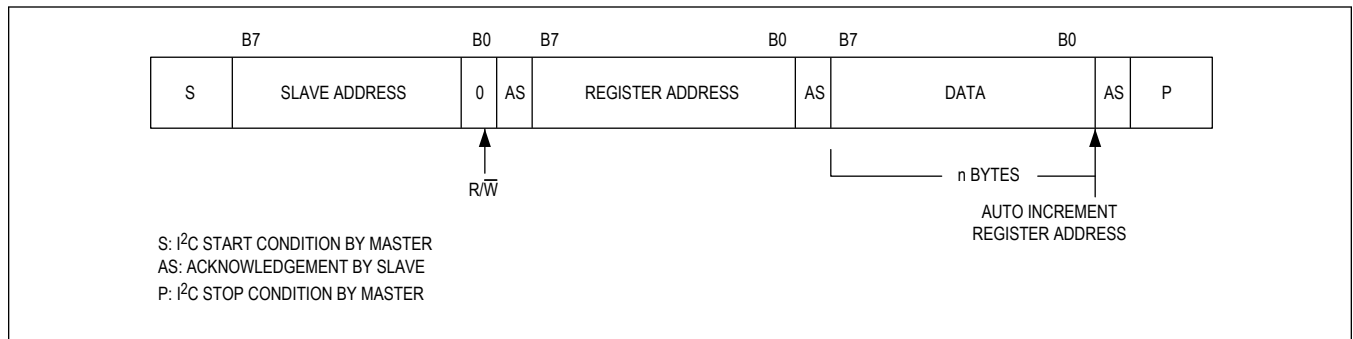 B7 B0 B7 B0 B7 B0
S SLAVE ADDRESS 0 AS REGISTER ADDRESS AS DATA AS P
R/W̅
n BYTES
AUTO INCREMENT
REGISTER ADDRESS
S: I²C START CONDITION BY MASTER
AS: ACKNOWLEDGEMENT BY SLAVE
P: I²C STOP CONDITION BY MASTER